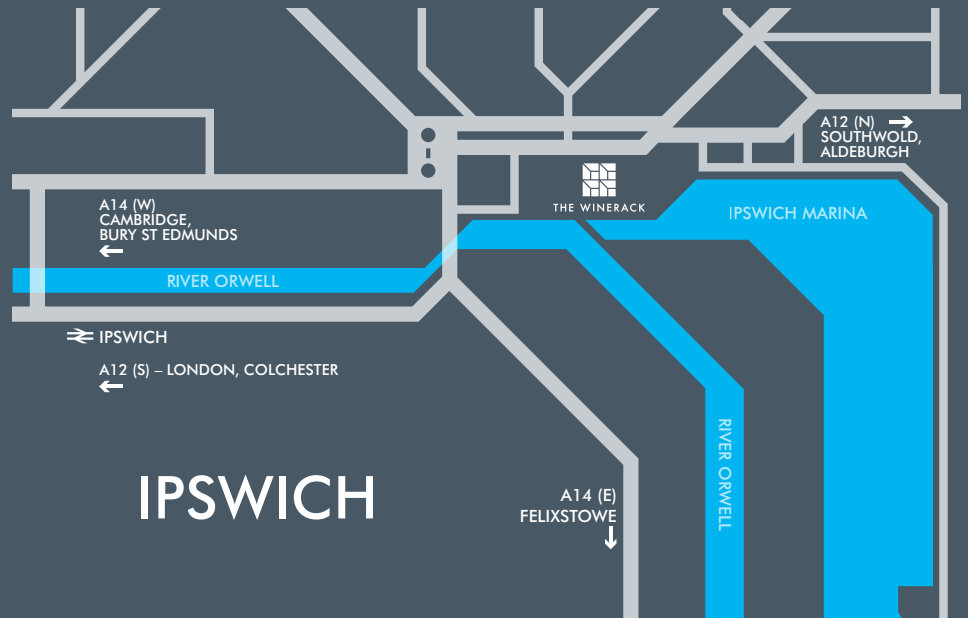 A12 (N)
SOUTHWOLD,
ALDEBURGH
THE WINERACK
IPSWICH MARINA
A14 (W)
CAMBRIDGE,
BURY ST EDMUNDS
RIVER ORWELL
IPSWICH
A12 (S) – LONDON, COLCHESTER
RIVER ORWELL
IPSWICH
A14 (E)
FELIXSTOWE